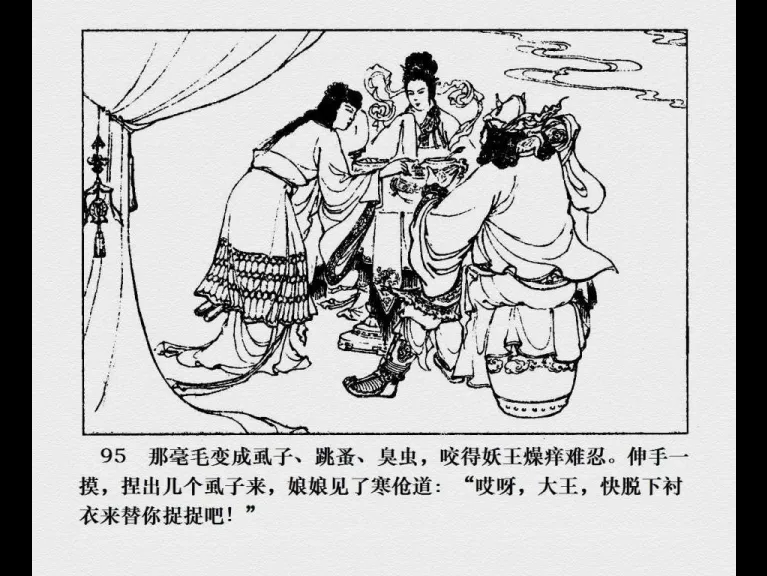 95 那毫毛变成虱子、跳蚤、臭虫，咬得妖王燥痒难忍。伸手一
摸，捏出几个虱子来，娘娘见了寒伧道：“哎呀，大王，快脱下衬
衣来替你捉捉吧！”